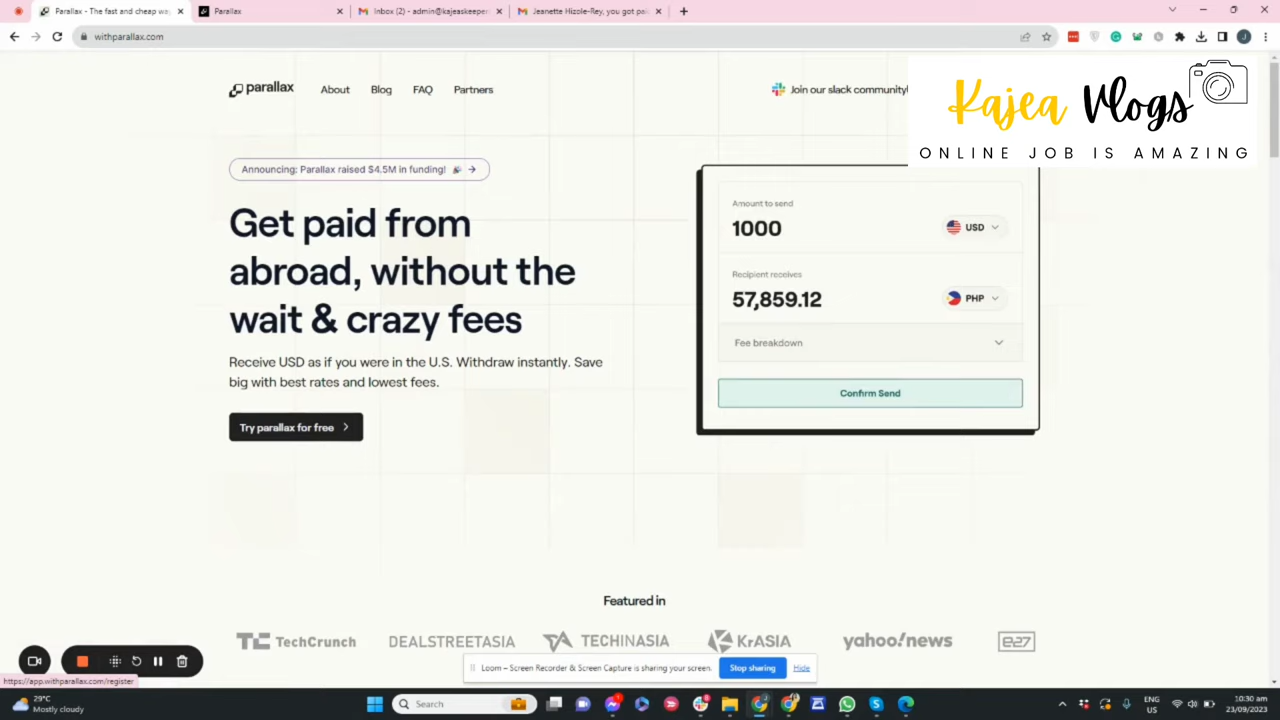 Parallax - The fast and cheap wa
Parallax
Inbox (2) - admin@kajeaskeeper
Jeanette Hizole-Rey, you got pai
withparallax.com
parallax
About
Blog
FAQ
Partners
Join our slack community!
Kajea Vlogs
ONLINE JOB IS AMAZING
Announcing: Parallax raised $4.5M in funding! 🎉 →
Get paid from
abroad, without the
wait & crazy fees
Receive USD as if you were in the U.S. Withdraw instantly. Save
big with best rates and lowest fees.
Try parallax for free
Amount to send
1000
USD
Recipient receives
57,859.12
PHP
Fee breakdown
Confirm Send
Featured in
TechCrunch
DEALSTREETASIA
TECHINASIA
KrASIA
yahoo!news
e27
Loom – Screen Recorder & Screen Capture is sharing your screen.
Stop sharing
Hide
https://app.withparallax.com/register
29°C
Mostly cloudy
Search
ENG
US
10:30 am
23/09/2023